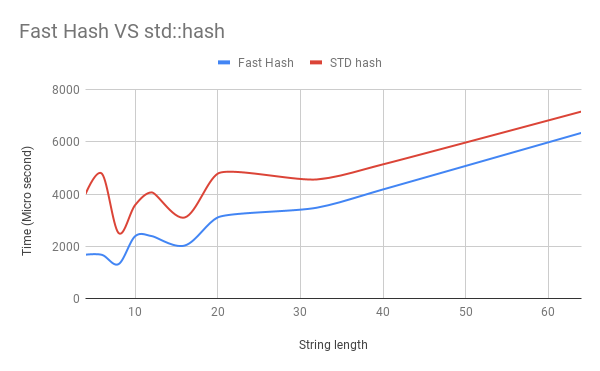 Fast Hash VS std::hash
Fast Hash
STD hash
8000
6000
4000
2000
0
Time (Micro second)
10
20
30
40
50
60
String length